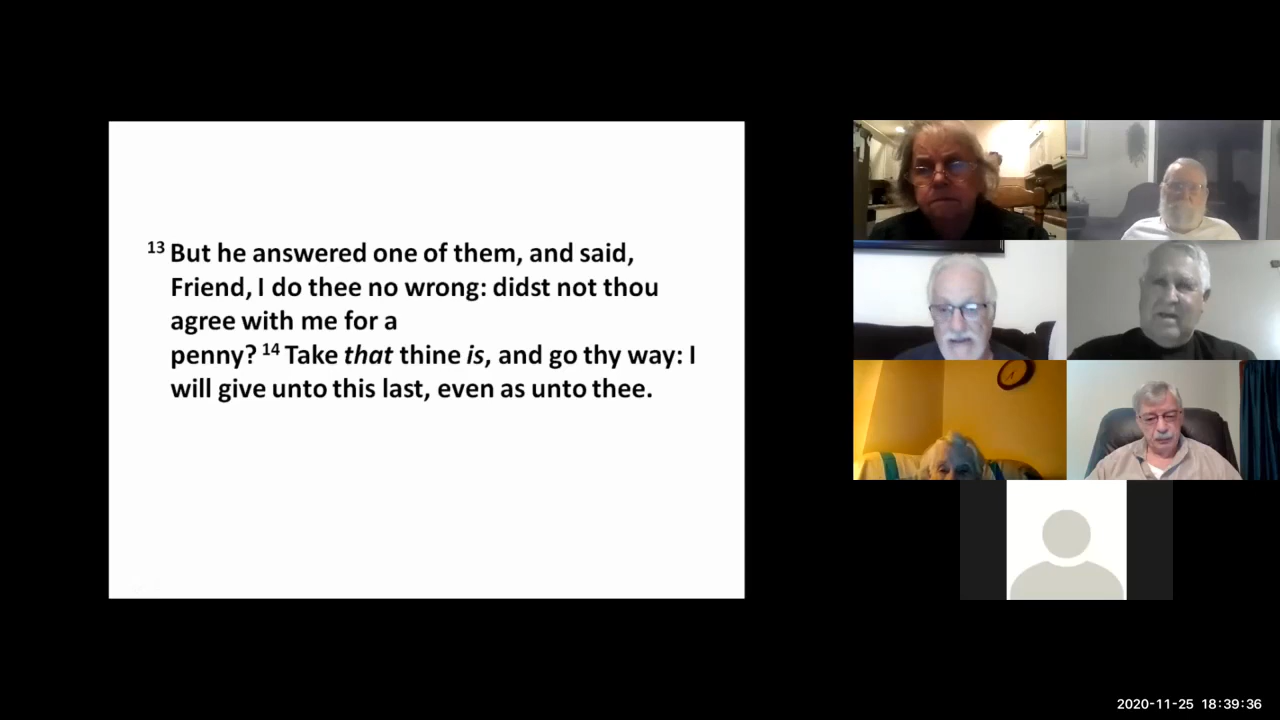 13 But he answered one of them, and said,
Friend, I do thee no wrong: didst not thou
agree with me for a
penny? 14 Take that thine is, and go thy way: I
will give unto this last, even as unto thee.
2020-11-25 18:39:36